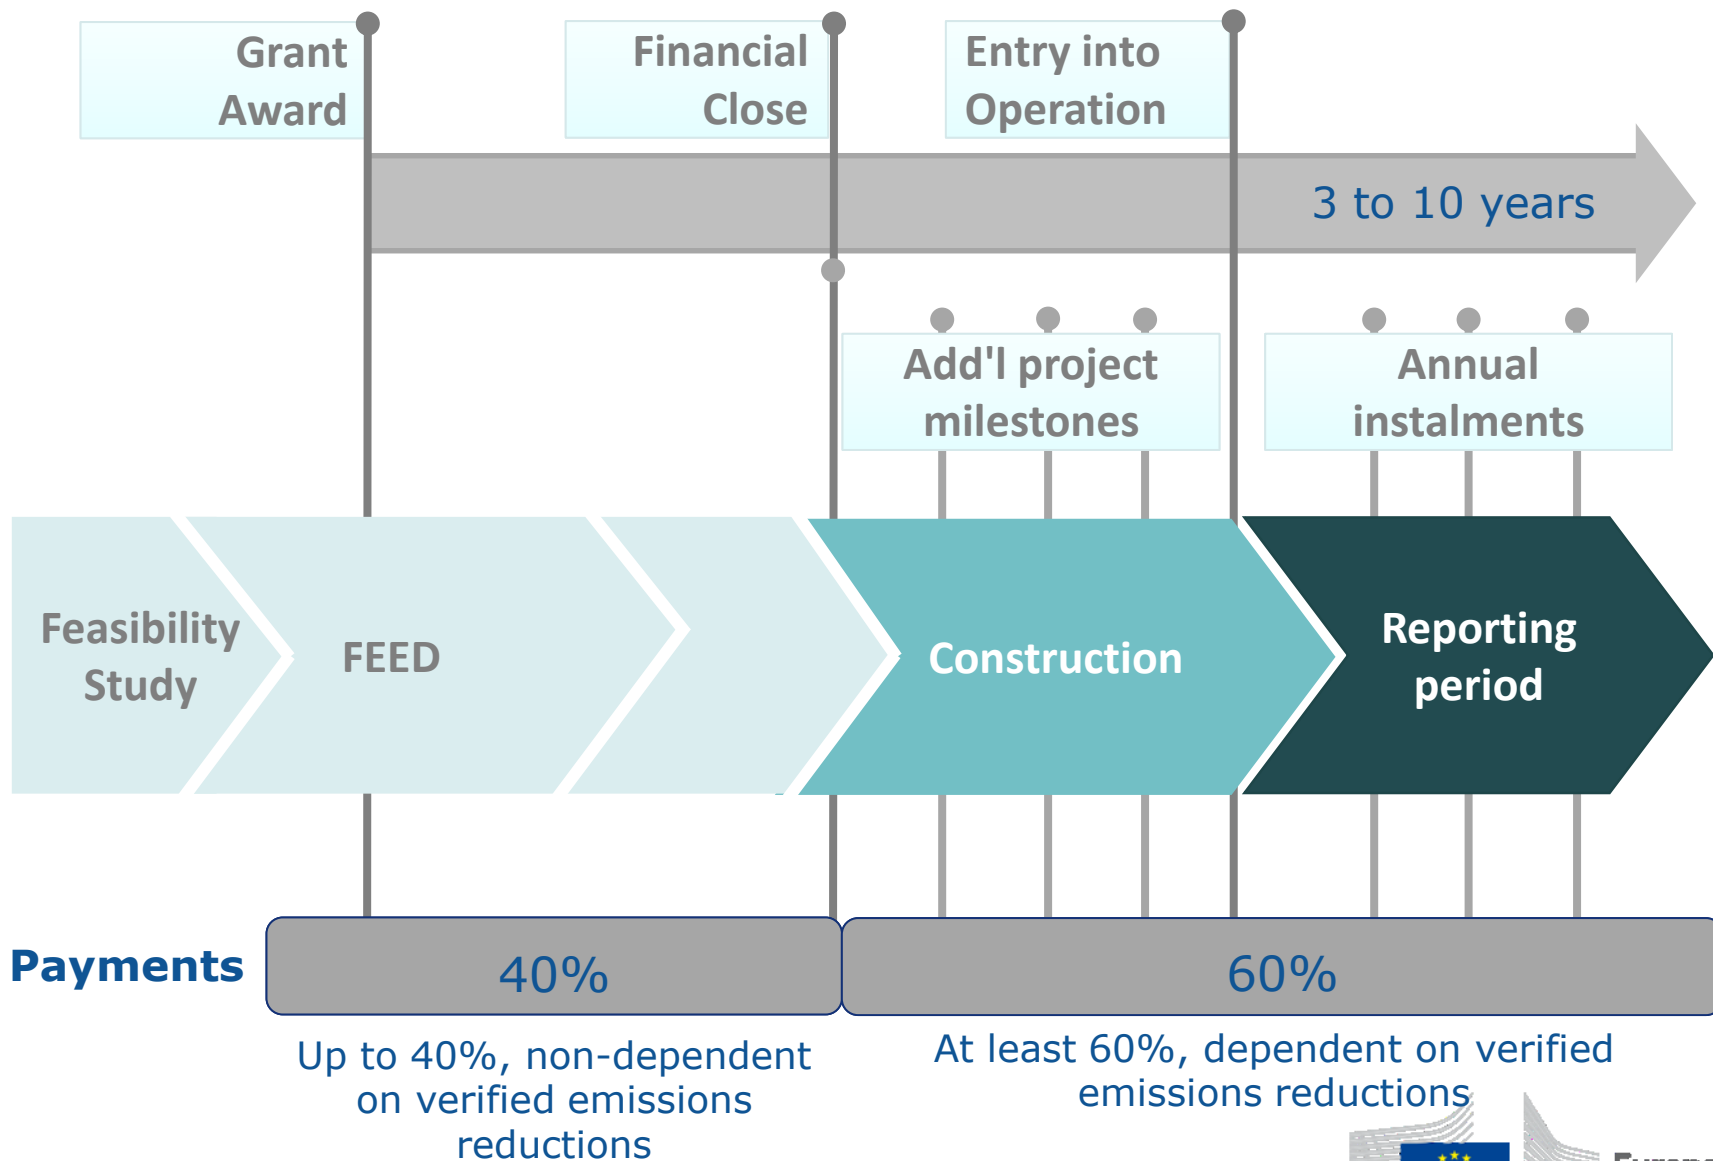 Grant
Award
Financial
Close
Entry into
Operation
3 to 10 years
Add'l project
milestones
Annual
instalments
Feasibility
Study
FEED
Construction
Reporting
period
Payments
40%
60%
Up to 40%, non-dependent
on verified emissions
reductions
At least 60%, dependent on verified
emissions reductions